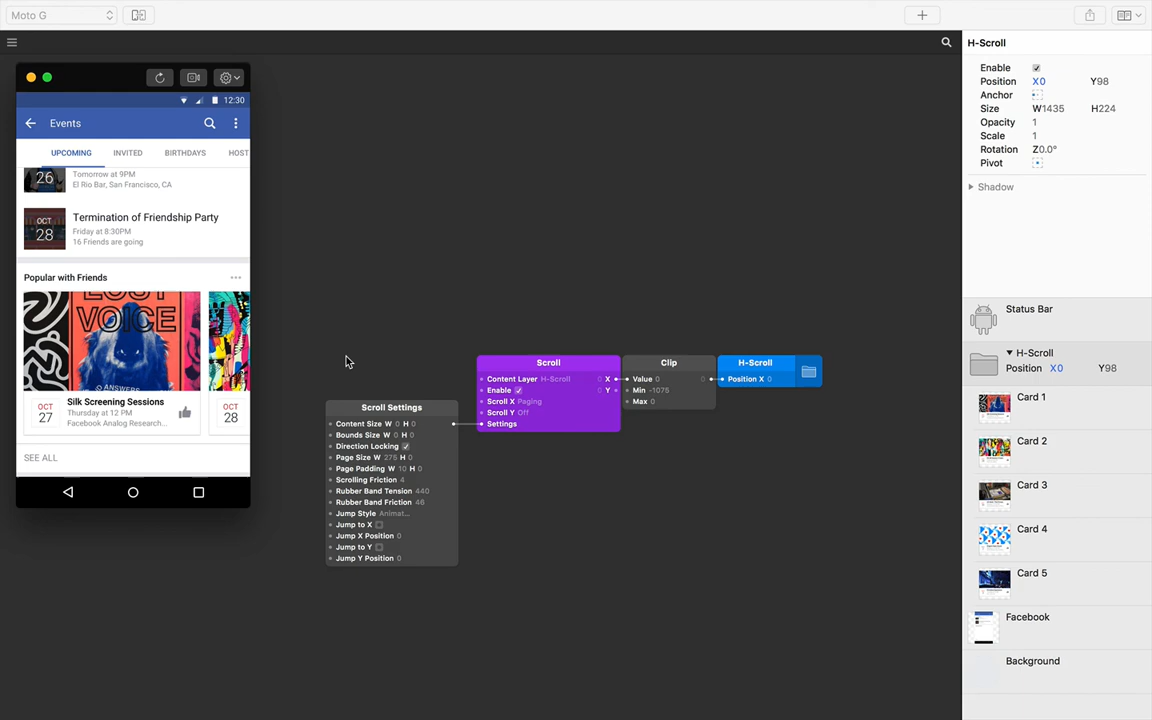 Moto G
12:30
Events
UPCOMING INVITED BIRTHDAYS HOST
26
Tomorrow at 9PM
El Rio Bar, San Francisco, CA
OCT
28
Termination of Friendship Party
Friday at 8:30PM
16 Friends are going
Popular with Friends
LOST
VOICE
ANSWERS
OCT
27
Silk Screening Sessions
Thursday at 12 PM
Facebook Analog Research...
OCT
28
SEE ALL
Scroll Settings
Content Size W 0 H 0
Bounds Size W 0 H 0
Direction Locking
Page Size W 275 H 0
Page Padding W 10 H 0
Scrolling Friction 4
Rubber Band Tension 440
Rubber Band Friction 46
Jump Style Animat...
Jump to X
Jump X Position 0
Jump to Y
Jump Y Position 0
Scroll
Content Layer H-Scroll 0 X
Enable 0 Y
Scroll X Paging
Scroll Y Off
Settings
Clip
Value 0 0
Min -1075
Max 0
H-Scroll
Position X 0
H-Scroll
Enable
Position X0 Y98
Anchor
Size W1435 H224
Opacity 1
Scale 1
Rotation Z0.0°
Pivot
Shadow
Status Bar
H-Scroll
Position X0 Y98
Card 1
Card 2
Card 3
Card 4
Card 5
Facebook
Background